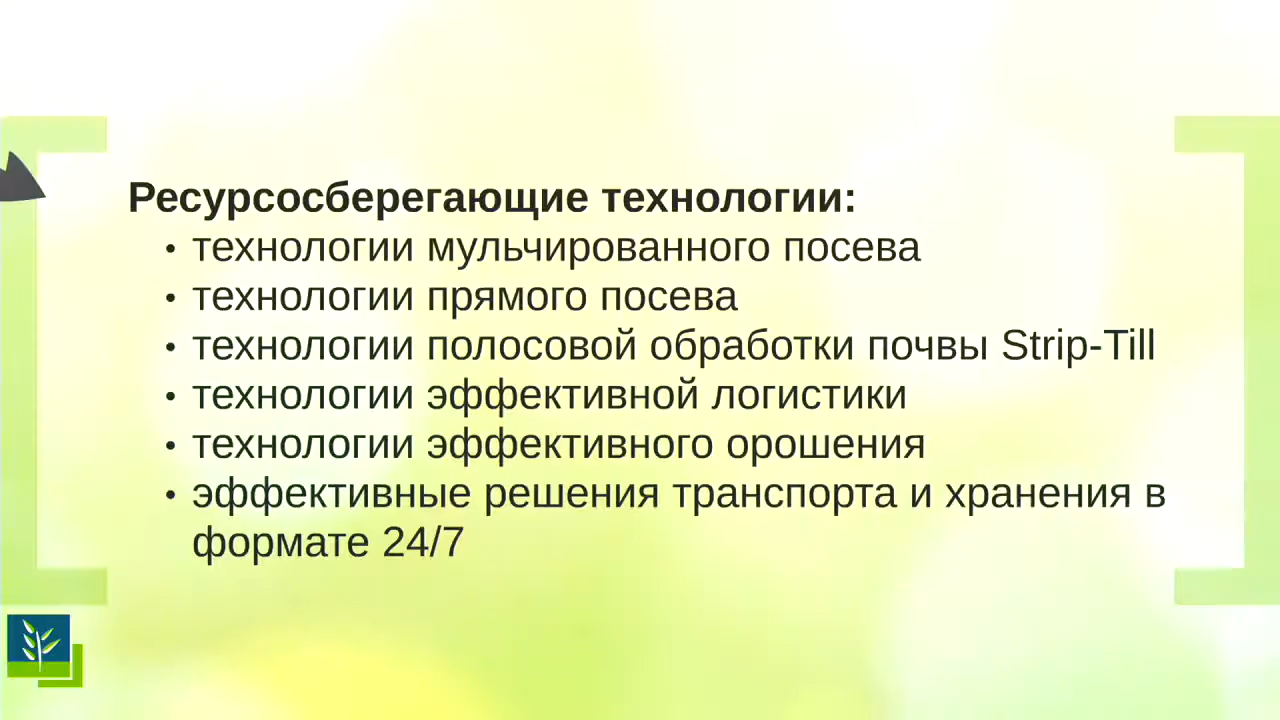 Ресурсосберегающие технологии:
• технологии мульчированного посева
• технологии прямого посева
• технологии полосовой обработки почвы Strip-Till
• технологии эффективной логистики
• технологии эффективного орошения
• эффективные решения транспорта и хранения в
формате 24/7